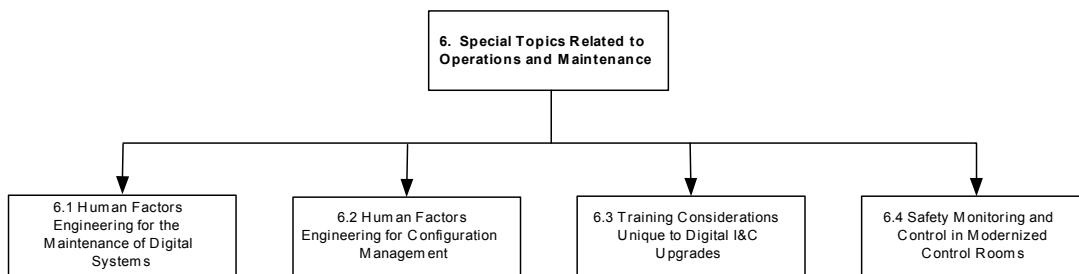 6. Special Topics Related to
Operations and Maintenance
6.1 Human Factors
Engineering for the
Maintenance of Digital
Systems
6.2 Human Factors
Engineering for Configuration
Management
6.3 Training Considerations
Unique to Digital I&C
Upgrades
6.4 Safety Monitoring and
Control in Modernized
Control Rooms